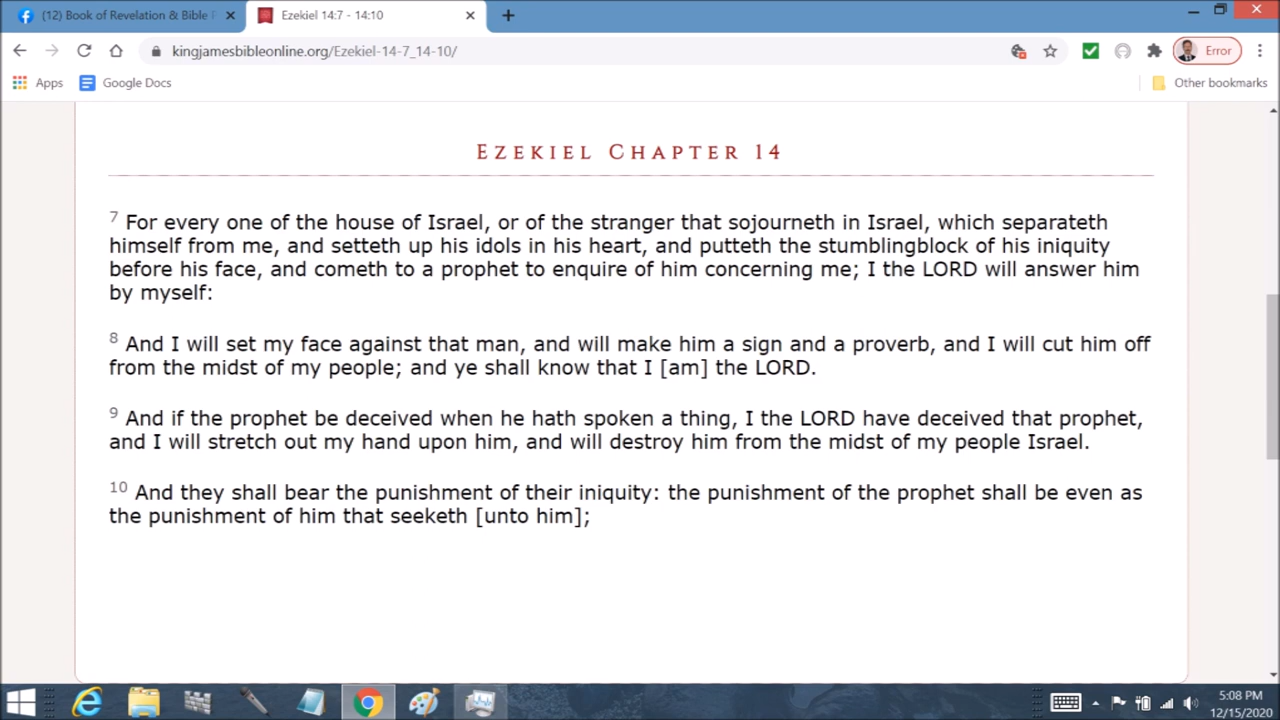 (12) Book of Revelation & Bible
Ezekiel 14:7 - 14:10
kingjamesbibleonline.org/Ezekiel-14-7_14-10/
Error
Apps
Google Docs
Other bookmarks
EZEKIEL CHAPTER 14
7 For every one of the house of Israel, or of the stranger that sojourneth in Israel, which separateth
himself from me, and setteth up his idols in his heart, and putteth the stumblingblock of his iniquity
before his face, and cometh to a prophet to enquire of him concerning me; I the LORD will answer him
by myself:
8 And I will set my face against that man, and will make him a sign and a proverb, and I will cut him off
from the midst of my people; and ye shall know that I [am] the LORD.
9 And if the prophet be deceived when he hath spoken a thing, I the LORD have deceived that prophet,
and I will stretch out my hand upon him, and will destroy him from the midst of my people Israel.
10 And they shall bear the punishment of their iniquity: the punishment of the prophet shall be even as
the punishment of him that seeketh [unto him];
5:08 PM
12/15/2020